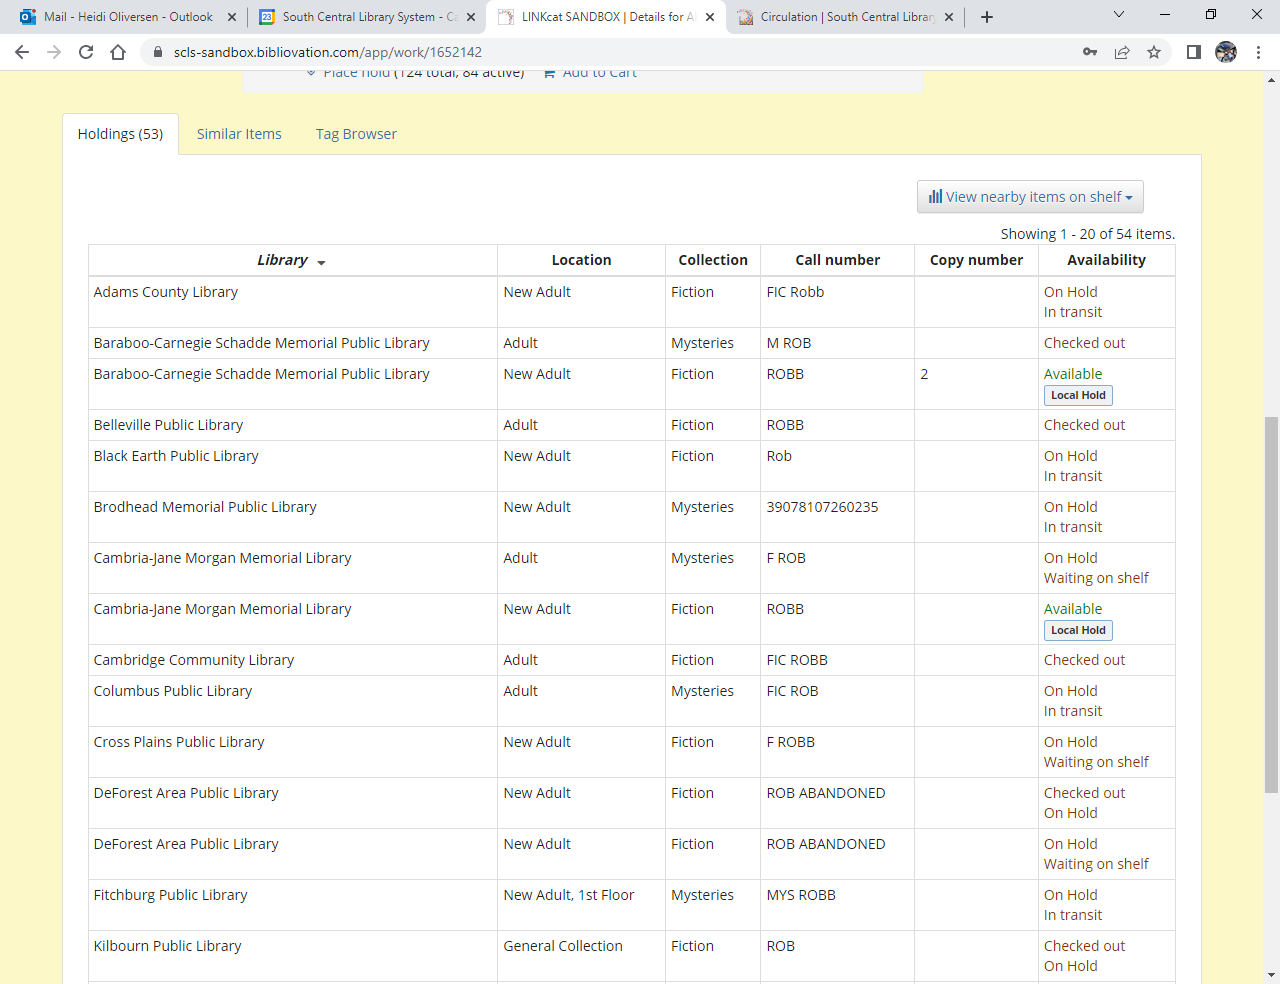 Mail - Heidi Oliversen - Outlook
South Central Library System - Ca
LINKcat SANDBOX | Details for Al
Circulation | South Central Library
scls-sandbox.bibliovation.com/app/work/1652142
Place hold (124 total, 84 active) Add to Cart
Holdings (53) Similar Items Tag Browser
View nearby items on shelf
Showing 1 - 20 of 54 items.
Library Location Collection Call number Copy number Availability
Adams County Library New Adult Fiction FIC Robb On Hold
In transit
Baraboo-Carnegie Schadde Memorial Public Library Adult Mysteries M ROB Checked out
Baraboo-Carnegie Schadde Memorial Public Library New Adult Fiction ROBB 2 Available
Local Hold
Belleville Public Library Adult Fiction ROBB Checked out
Black Earth Public Library New Adult Fiction Rob On Hold
In transit
Brodhead Memorial Public Library New Adult Mysteries 39078107260235 On Hold
In transit
Cambria-Jane Morgan Memorial Library Adult Mysteries F ROB On Hold
Waiting on shelf
Cambria-Jane Morgan Memorial Library New Adult Fiction ROBB Available
Local Hold
Cambridge Community Library Adult Fiction FIC ROBB Checked out
Columbus Public Library Adult Mysteries FIC ROB On Hold
In transit
Cross Plains Public Library New Adult Fiction F ROBB On Hold
Waiting on shelf
DeForest Area Public Library New Adult Fiction ROB ABANDONED Checked out
On Hold
DeForest Area Public Library New Adult Fiction ROB ABANDONED On Hold
Waiting on shelf
Fitchburg Public Library New Adult, 1st Floor Mysteries MYS ROBB On Hold
In transit
Kilbourn Public Library General Collection Fiction ROB Checked out
On Hold